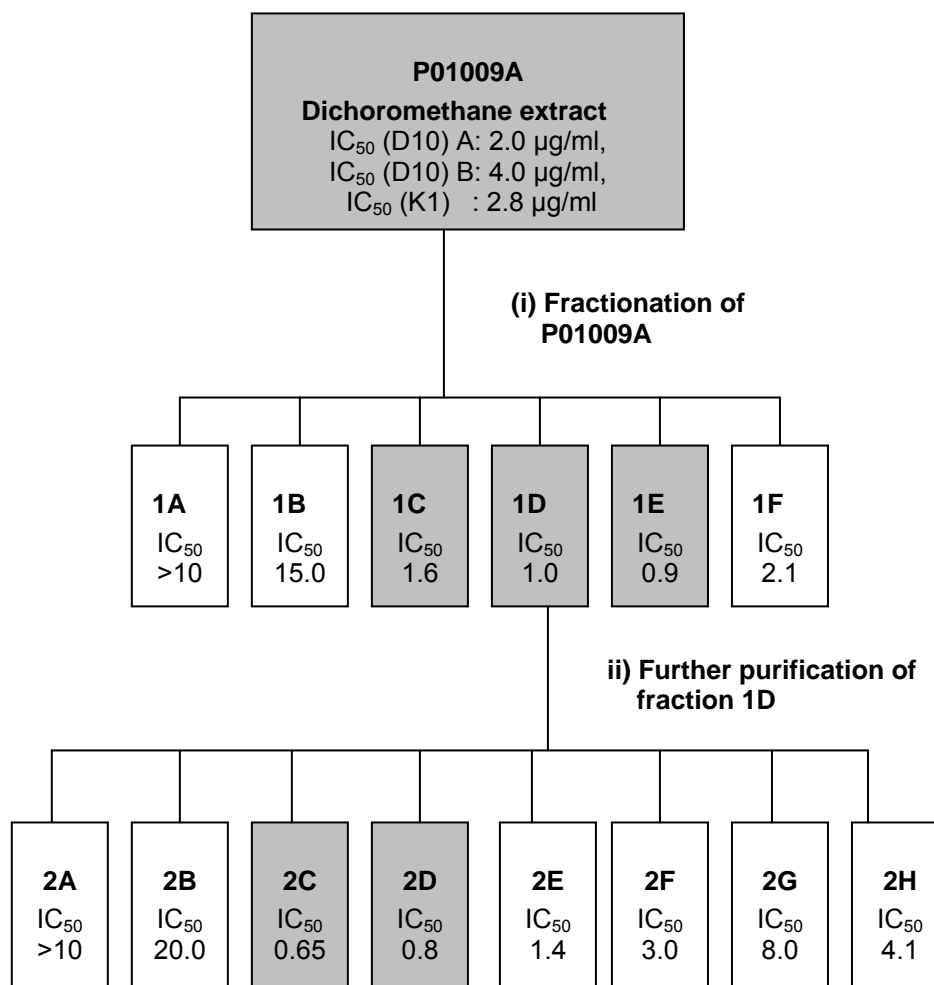 P01009A
Dichoromethane extract
IC₅₀ (D10) A: 2.0 µg/ml,
IC₅₀ (D10) B: 4.0 µg/ml,
IC₅₀ (K1) : 2.8 µg/ml
(i) Fractionation of
P01009A
1A
IC₅₀
>10
1B
IC₅₀
15.0
1C
IC₅₀
1.6
1D
IC₅₀
1.0
1E
IC₅₀
0.9
1F
IC₅₀
2.1
ii) Further purification of
fraction 1D
2A
IC₅₀
>10
2B
IC₅₀
20.0
2C
IC₅₀
0.65
2D
IC₅₀
0.8
2E
IC₅₀
1.4
2F
IC₅₀
3.0
2G
IC₅₀
8.0
2H
IC₅₀
4.1